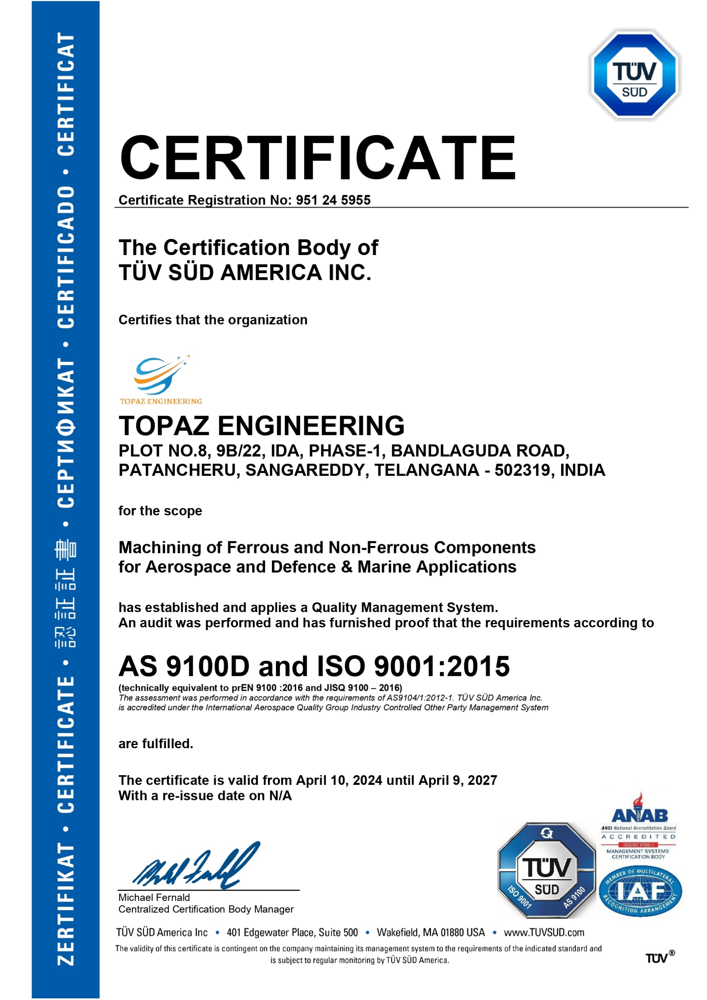 ZERTIFIKAT • CERTIFICATE • 認証証書 • СЕРТИФИКАТ • CERTIFICADO • CERTIFICAT
TÜV
SÜD
CERTIFICATE
Certificate Registration No: 951 24 5955
The Certification Body of
TÜV SÜD AMERICA INC.
Certifies that the organization
TOPAZ ENGINEERING
TOPAZ ENGINEERING
PLOT NO.8, 9B/22, IDA, PHASE-1, BANDLAGUDA ROAD,
PATANCHERU, SANGAREDDY, TELANGANA - 502319, INDIA
for the scope
Machining of Ferrous and Non-Ferrous Components
for Aerospace and Defence & Marine Applications
has established and applies a Quality Management System.
An audit was performed and has furnished proof that the requirements according to
AS 9100D and ISO 9001:2015
(technically equivalent to prEN 9100 :2016 and JISQ 9100 – 2016)
The assessment was performed in accordance with the requirements of AS9104/1:2012-1. TÜV SÜD America Inc.
is accredited under the International Aerospace Quality Group Industry Controlled Other Party Management System
are fulfilled.
The certificate is valid from April 10, 2024 until April 9, 2027
With a re-issue date on N/A
Michael Fernald
Centralized Certification Body Manager
TÜV
SÜD
ISO 9001
AS 9100
ANAB
ANSI National Accreditation Board
ACCREDITED
ISO/IEC 17021-1
MANAGEMENT SYSTEMS
CERTIFICATION BODY
MEMBER OF MULTILATERAL
IAF
RECOGNITION ARRANGEMENT
TÜV SÜD America Inc • 401 Edgewater Place, Suite 500 • Wakefield, MA 01880 USA • www.TUVSUD.com
The validity of this certificate is contingent on the company maintaining its management system to the requirements of the indicated standard and
is subject to regular monitoring by TÜV SÜD America.
TÜV®